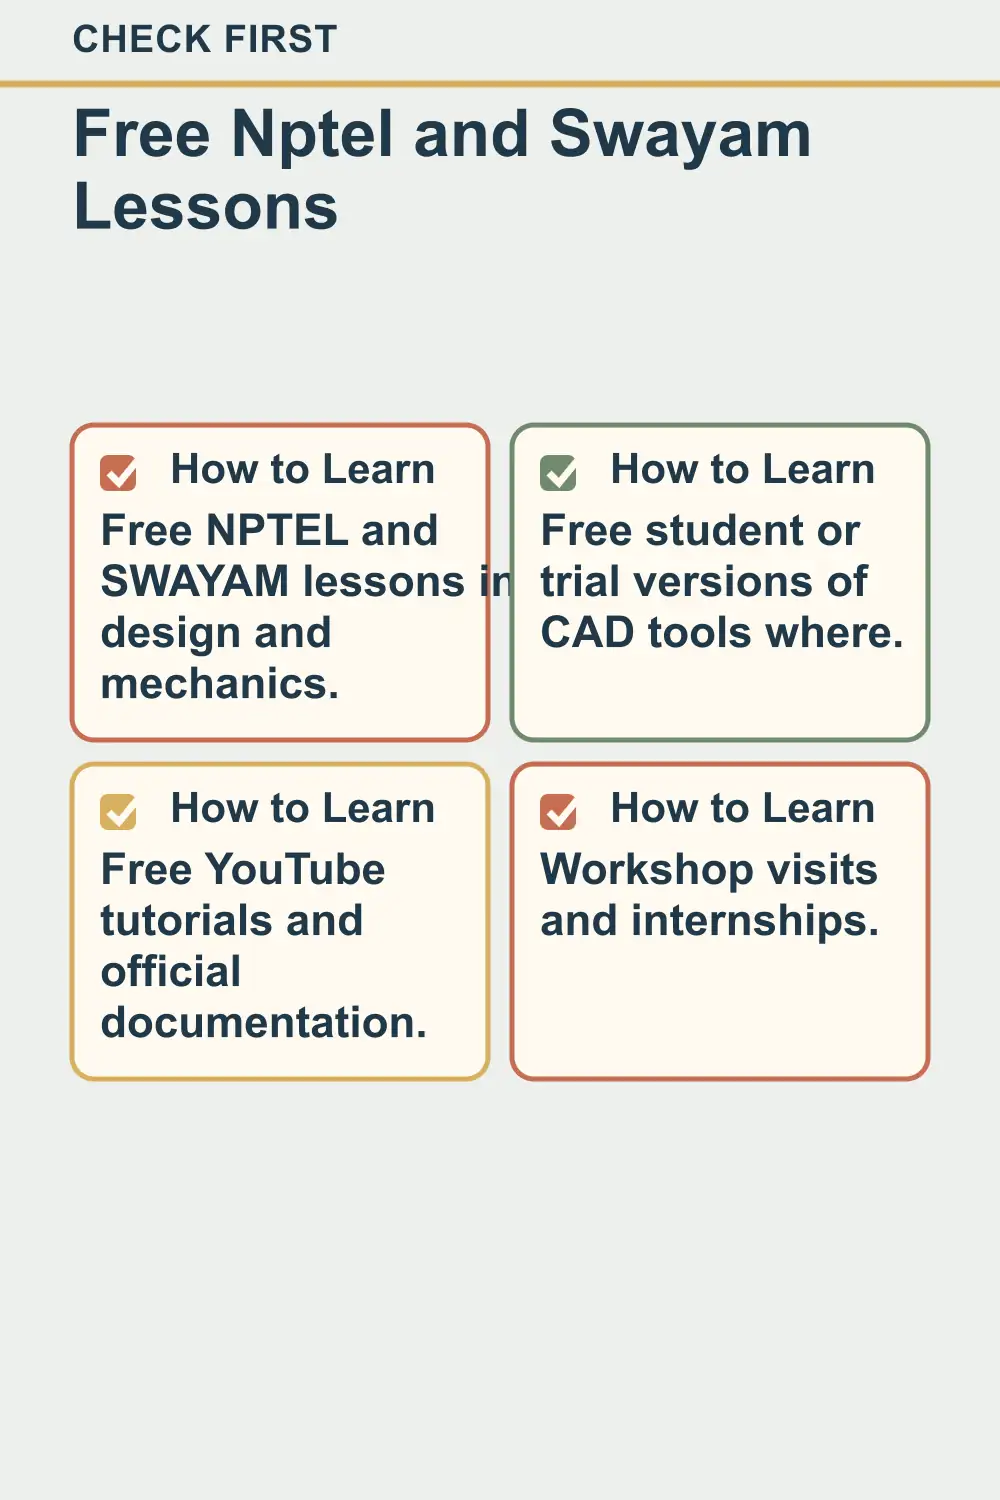 CHECK FIRST
Free Nptel and Swayam
Lessons
How to Learn
Free NPTEL and
SWAYAM lessons in
design and
mechanics.
How to Learn
Free student or
trial versions of
CAD tools where.
How to Learn
Free YouTube
tutorials and
official
documentation.
How to Learn
Workshop visits
and internships.